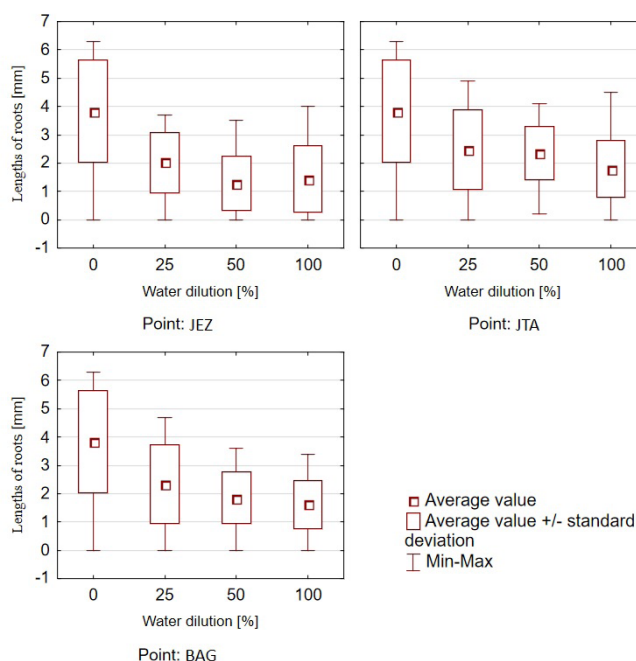 Lengths of roots [mm]
7
6
5
4
3
2
1
0
-1
0 25 50 100
Water dilution [%]
Point: JEZ
0 25 50 100
Water dilution [%]
Point: JTA
Lengths of roots [mm]
7
6
5
4
3
2
1
0
-1
0 25 50 100
Water dilution [%]
Point: BAG
Average value
Average value +/- standard
deviation
Min-Max